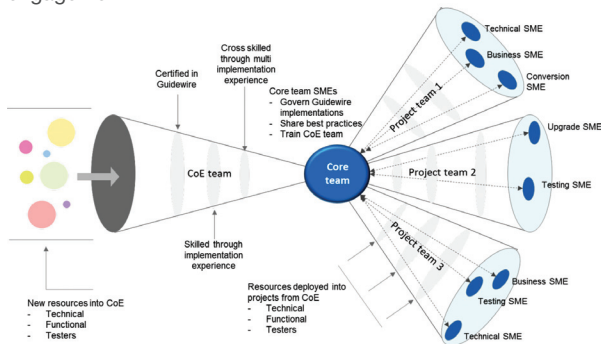 Cross skilled
through multi
implementation
experience
Certified in
Guidewire
Core team SMEs
- Govern Guidewire
implementations
- Share best practices
- Train CoE team
Technical SME
Business SME
Conversion
SME
Project team 1
CoE team
Core
team
Project team 2
Upgrade SME
Testing SME
Project team 3
Skilled through
implementation
experience
New resources into CoE
- Technical
- Functional
- Testers
Resources deployed into
projects from CoE
- Technical
- Functional
- Testers
Business SME
Testing SME
Technical SME